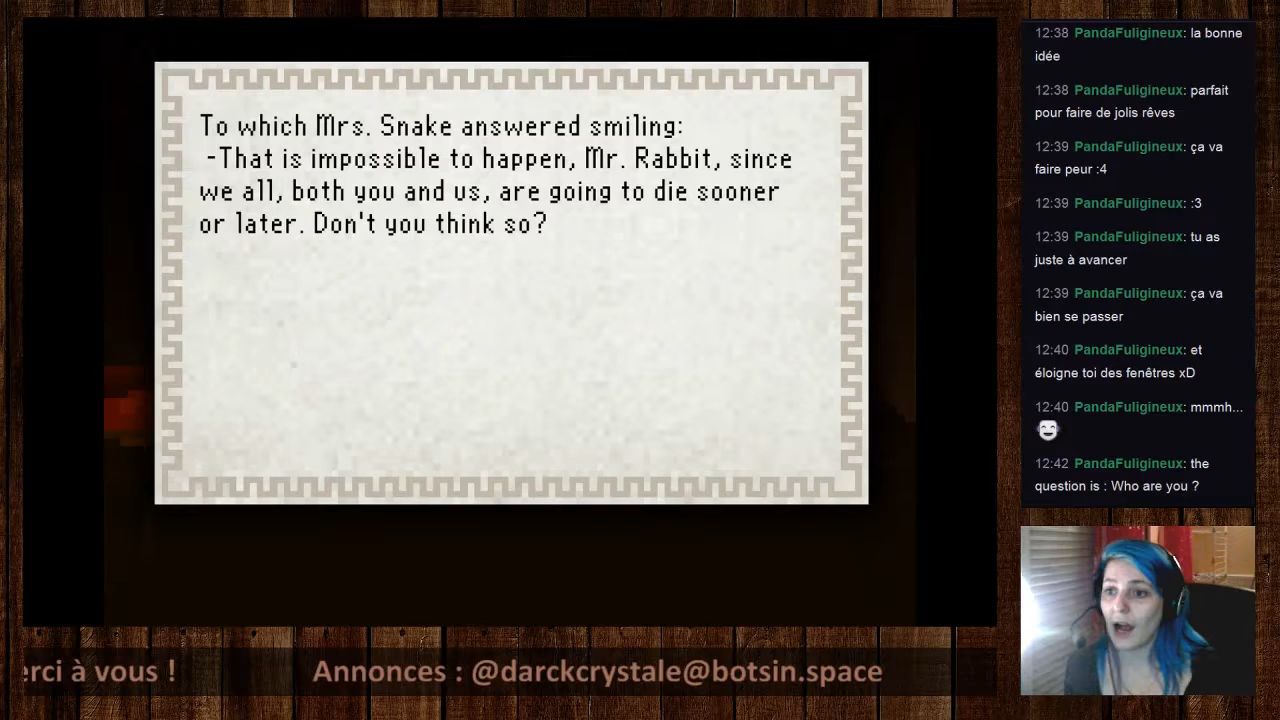 To which Mrs. Snake answered smiling:
-That is impossible to happen, Mr. Rabbit, since
we all, both you and us, are going to die sooner
or later. Don't you think so?
12:38 PandaFuligineux: la bonne
idée
12:38 PandaFuligineux: parfait
pour faire de jolis rêves
12:39 PandaFuligineux: ça va
faire peur :4
12:39 PandaFuligineux: :3
12:39 PandaFuligineux: tu as
juste à avancer
12:39 PandaFuligineux: ça va
bien se passer
12:40 PandaFuligineux: et
éloigne toi des fenêtres xD
12:40 PandaFuligineux: mmmh...
12:42 PandaFuligineux: the
question is : Who are you ?
erci à vous ! Annonces : @darckcrystale@botsin.space